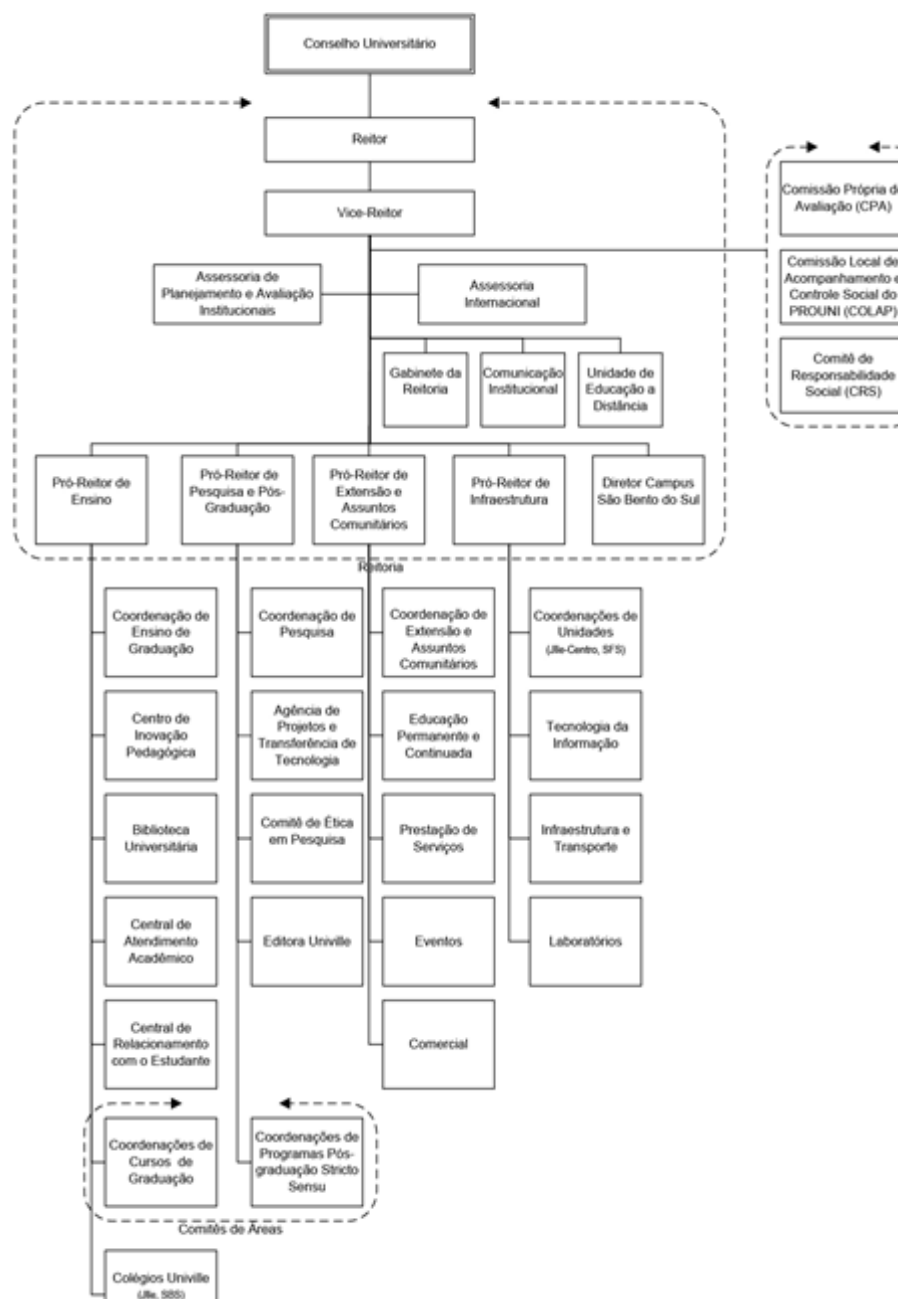 Conselho Universitário
Reitor
Vice-Reitor
Comissão Própria de
Avaliação (CPA)
Assessoria de
Planejamento e Avaliação
Institucionais
Assessoria
Internacional
Comissão Local de
Acompanhamento e
Controle Social do
PROUNI (COLAP)
Gabinete da
Reitoria
Comunicação
Institucional
Unidade de
Educação a
Distância
Comitê de
Responsabilidade
Social (CRS)
Pró-Reitor de
Ensino
Pró-Reitor de
Pesquisa e Pós-
Graduação
Pró-Reitor de
Extensão e
Assuntos
Comunitários
Pró-Reitor de
Infraestrutura
Diretor Campus
São Bento do Sul
Reitoria
Coordenação de
Ensino de
Graduação
Coordenação de
Pesquisa
Coordenação de
Extensão e
Assuntos
Comunitários
Coordenações de
Unidades
(Jlle-Centro, SFS)
Centro de
Inovação
Pedagógica
Agência de
Projetos e
Transferência de
Tecnologia
Educação
Permanente e
Continuada
Tecnologia da
Informação
Biblioteca
Universitária
Comitê de Ética
em Pesquisa
Prestação de
Serviços
Infraestrutura e
Transporte
Central de
Atendimento
Acadêmico
Editora Univille
Eventos
Laboratórios
Central de
Relacionamento
com o Estudante
Comercial
Coordenações de
Cursos de
Graduação
Coordenações de
Programas Pós-
graduação Stricto
Sensu
Comitês de Áreas
Colégios Univille
(Jlle, SBS)